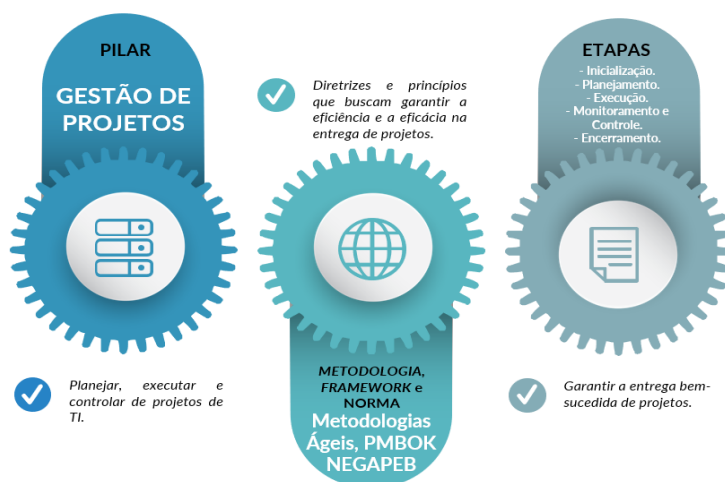 PILAR
GESTÃO DE
PROJETOS
Planejar, executar e
controlar de projetos de
TI.
Diretrizes e princípios
que buscam garantir a
eficiência e a eficácia na
entrega de projetos.
METODOLOGIA,
FRAMEWORK e
NORMA
Metodologias
Ágeis, PMBOK
NEGAPEB
ETAPAS
- Inicialização.
- Planejamento.
- Execução.
- Monitoramento e
Controle.
- Encerramento.
Garantir a entrega bem-
sucedida de projetos.